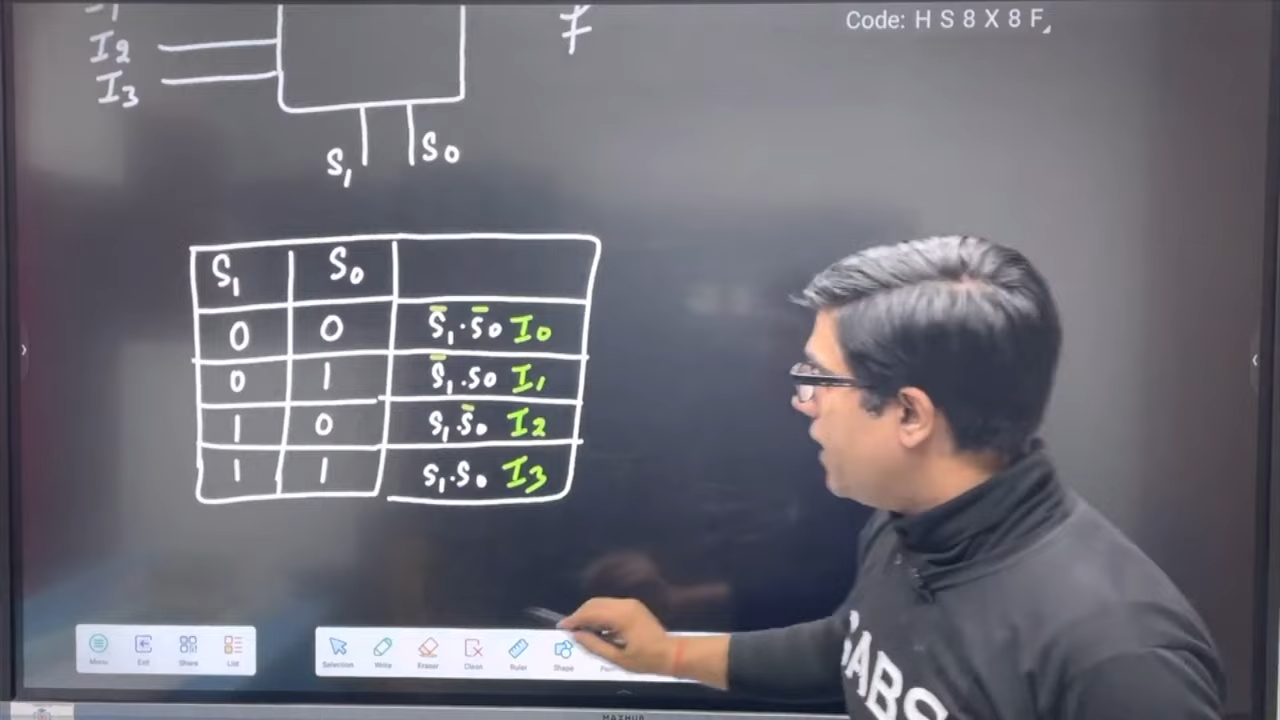 Code: H S 8 X 8 F
I2
I3
F
S1 S0
S1 S0
0 0 S̄1·S̄0 I0
0 1 S̄1·S0 I1
1 0 S1 S̄0 I2
1 1 S1·S0 I3
Menu Exit Share List Selection Write Eraser Clean Ruler Shape
GABS
MAXHUB